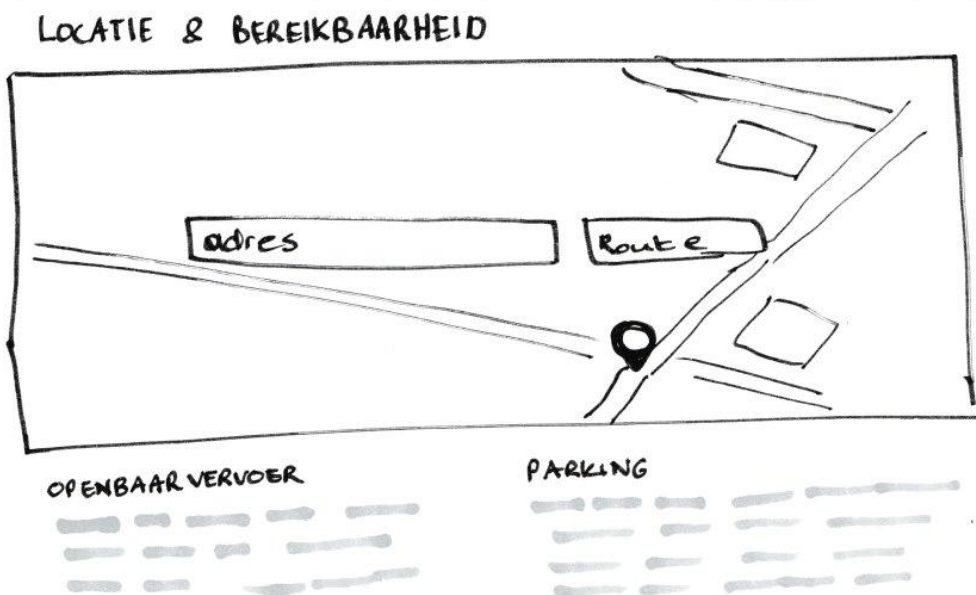 LOCATIE & BEREIKBAARHEID
adres
Route
OPENBAAR VERVOER
PARKING